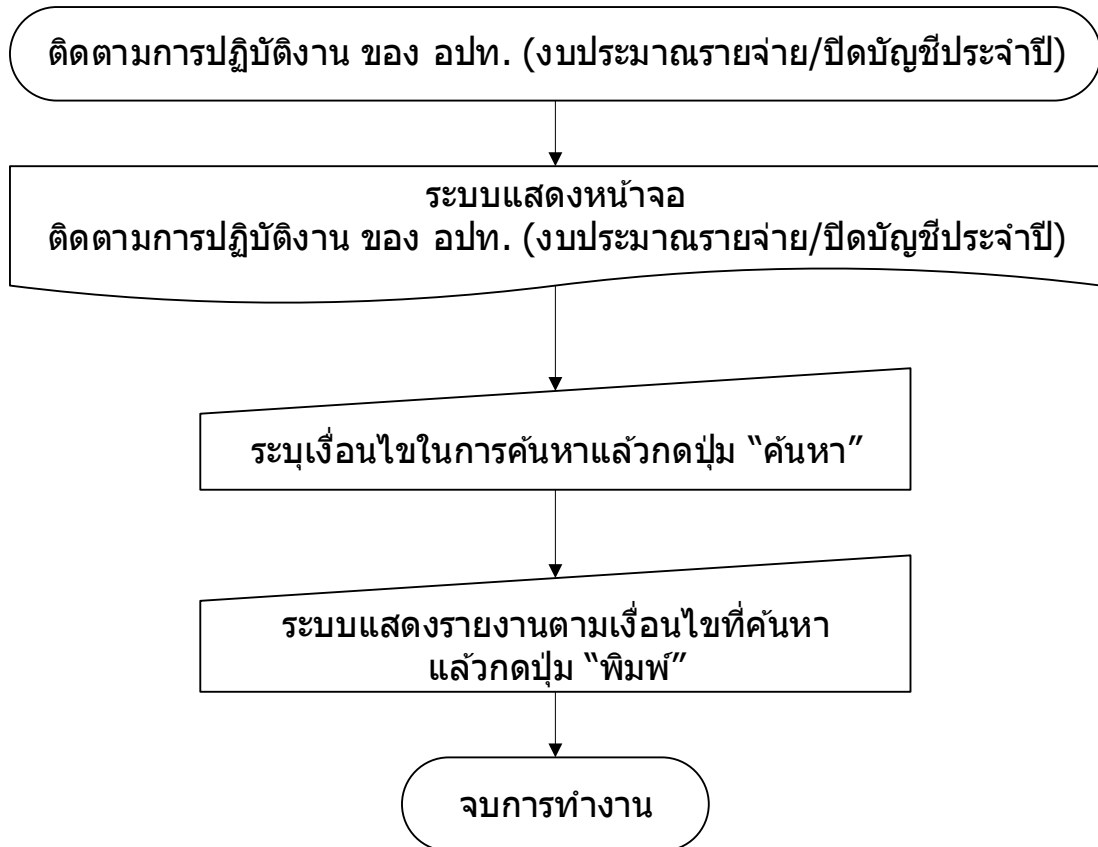 ติดตามการปฏิบัติงาน ของ อปท. (งบประมาณรายจ่าย/ปิดบัญชีประจำปี)
ระบบแสดงหน้าจอ
ติดตามการปฏิบัติงาน ของ อปท. (งบประมาณรายจ่าย/ปิดบัญชีประจำปี)
ระบุเงื่อนไขในการค้นหาแล้วกดปุ่ม “ค้นหา”
ระบบแสดงรายงานตามเงื่อนไขที่ค้นหา
แล้วกดปุ่ม “พิมพ์”
จบการทำงาน